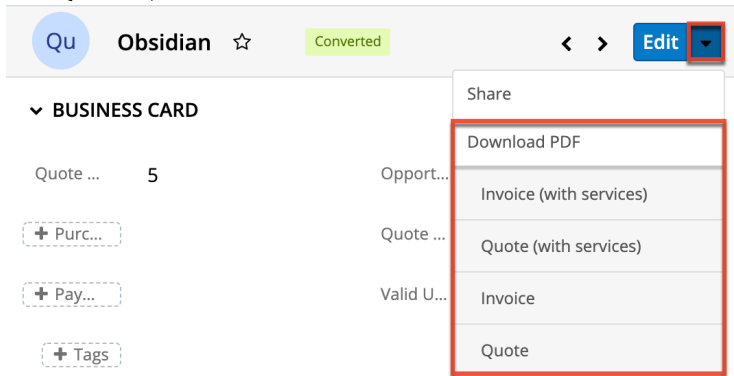 Qu Obsidian Converted Edit
Share
BUSINESS CARD
Download PDF
Quote ... 5 Opport...
Invoice (with services)
Purc... Quote ...
Quote (with services)
Pay... Valid U...
Invoice
Tags
Quote